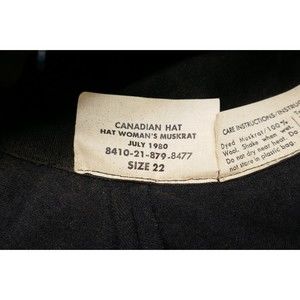 CANADIAN HAT
HAT WOMAN'S MUSKRAT
JULY 1980
8410-21-879-8477
SIZE 22
CARE INSTRUCTIONS/INST
Dyed Muskrat/100%
Wool. Shake when wet.
Do not dry near heat. D
not store in plastic bag.